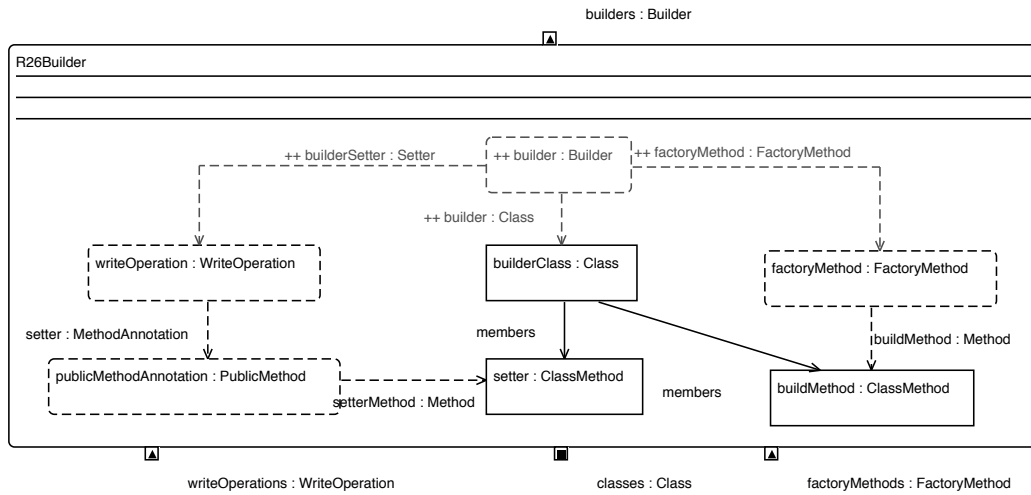 builders : Builder
R26Builder
++ builderSetter : Setter
++ builder : Builder
++ factoryMethod : FactoryMethod
++ builder : Class
writeOperation : WriteOperation
builderClass : Class
factoryMethod : FactoryMethod
setter : MethodAnnotation
members
buildMethod : Method
publicMethodAnnotation : PublicMethod
setterMethod : Method
setter : ClassMethod
members
buildMethod : ClassMethod
writeOperations : WriteOperation
classes : Class
factoryMethods : FactoryMethod